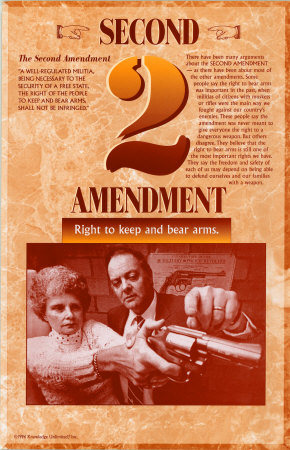 SECOND
The Second Amendment
"A WELL-REGULATED MILITIA,
BEING NECESSARY TO THE
SECURITY OF A FREE STATE,
THE RIGHT OF THE PEOPLE
TO KEEP AND BEAR ARMS,
SHALL NOT BE INFRINGED."
2
There have been many arguments
about the SECOND AMENDMENT
— as there have been about most of
the other amendments. Some
people say the right to bear arms
was important in the past, when
militias of citizens with muskets
or rifles were the main way we
fought against our country's
enemies. These people say the
amendment was never meant to
give everyone the right to a
dangerous weapon. But others
disagree. They believe that the
right to bear arms is still one of
the most important rights we have.
They say the freedom and safety of
each of us may depend on being able
to defend ourselves and our families
with a weapon.
AMENDMENT
Right to keep and bear arms.
©1996 Knowledge Unlimited, Inc.